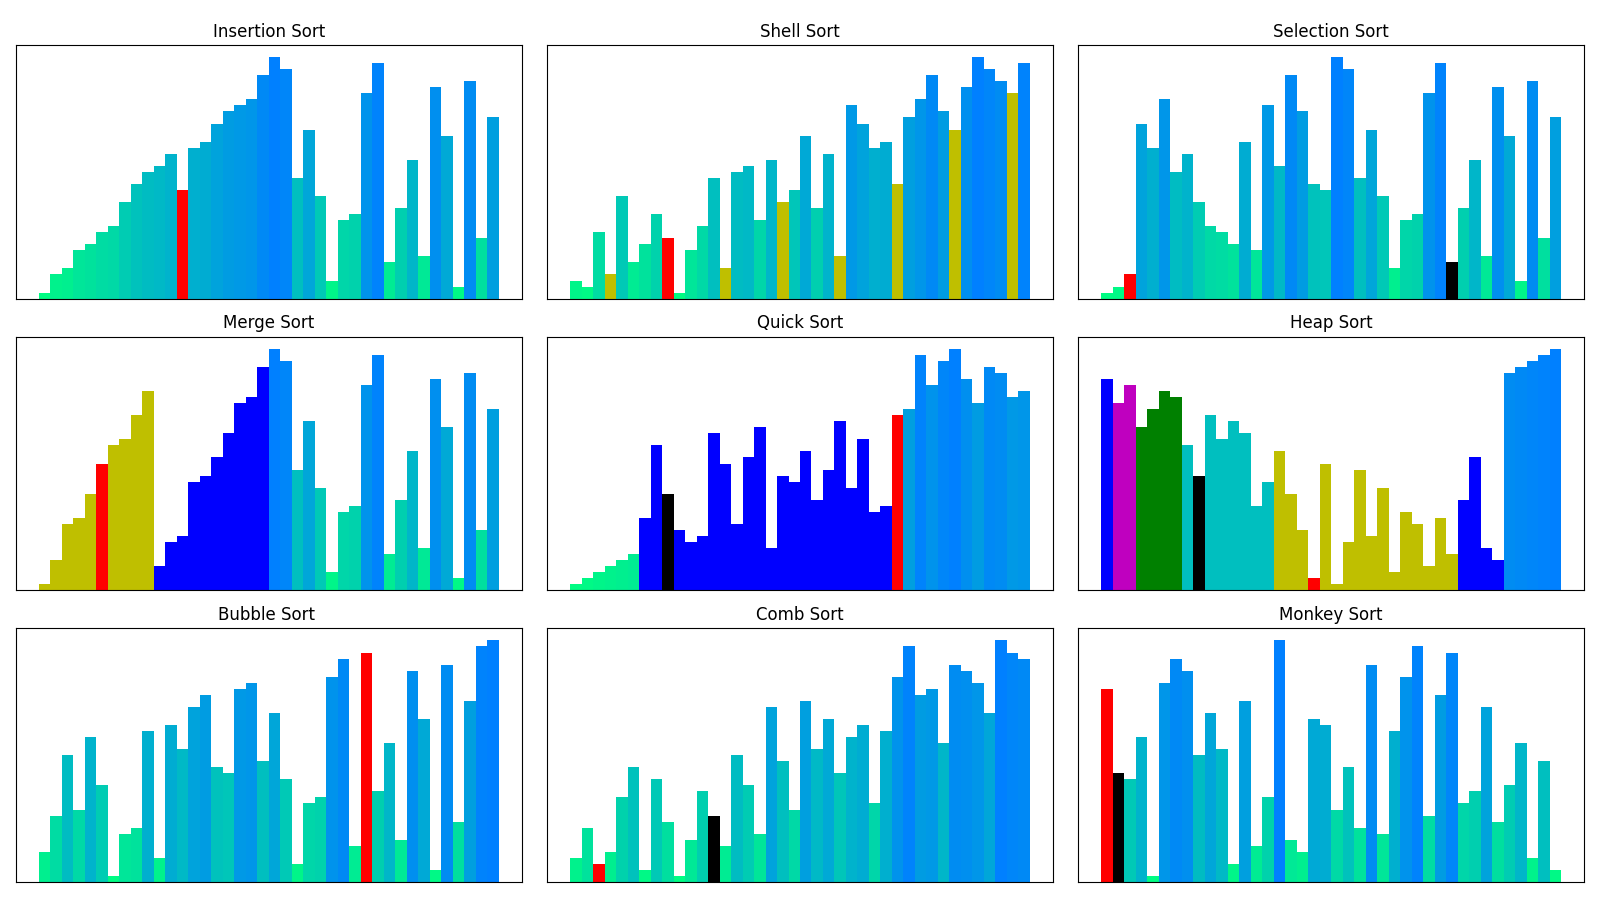 Insertion Sort
Shell Sort
Selection Sort
Merge Sort
Quick Sort
Heap Sort
Bubble Sort
Comb Sort
Monkey Sort